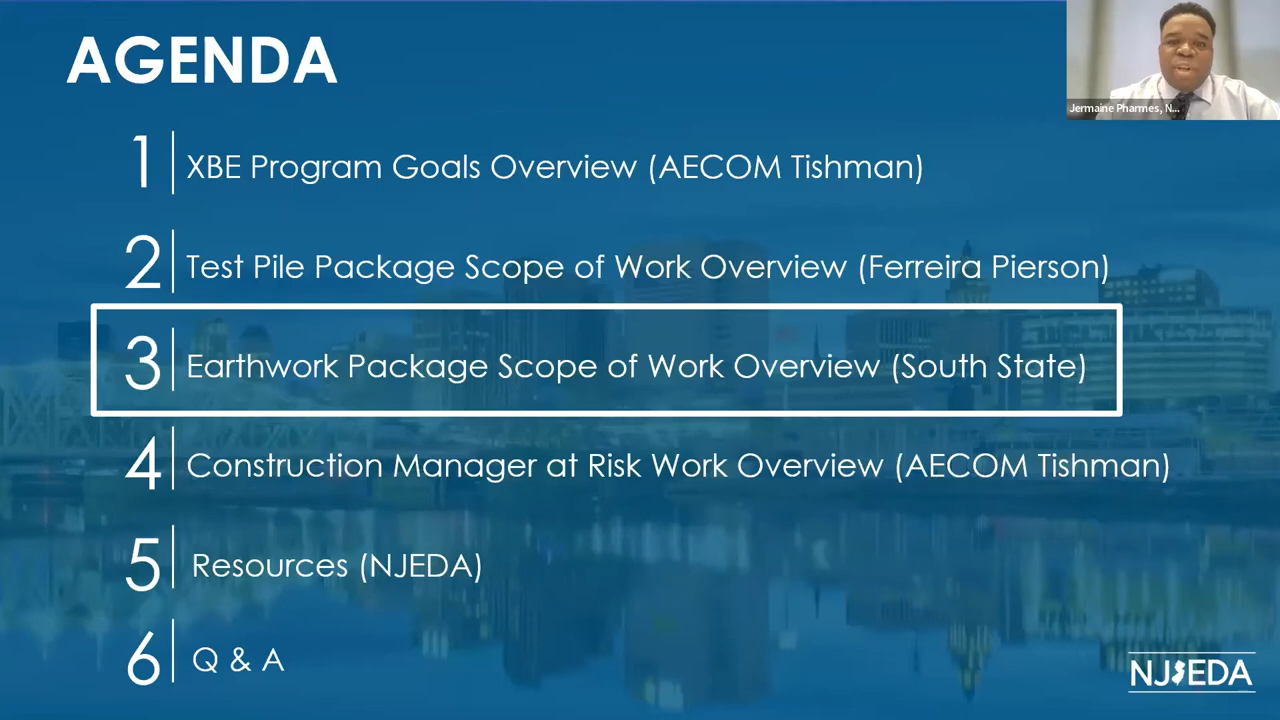 AGENDA
Jermaine Pharmes, N...
1 XBE Program Goals Overview (AECOM Tishman)
2 Test Pile Package Scope of Work Overview (Ferreira Pierson)
3 Earthwork Package Scope of Work Overview (South State)
4 Construction Manager at Risk Work Overview (AECOM Tishman)
5 Resources (NJEDA)
6 Q & A
NJEDA